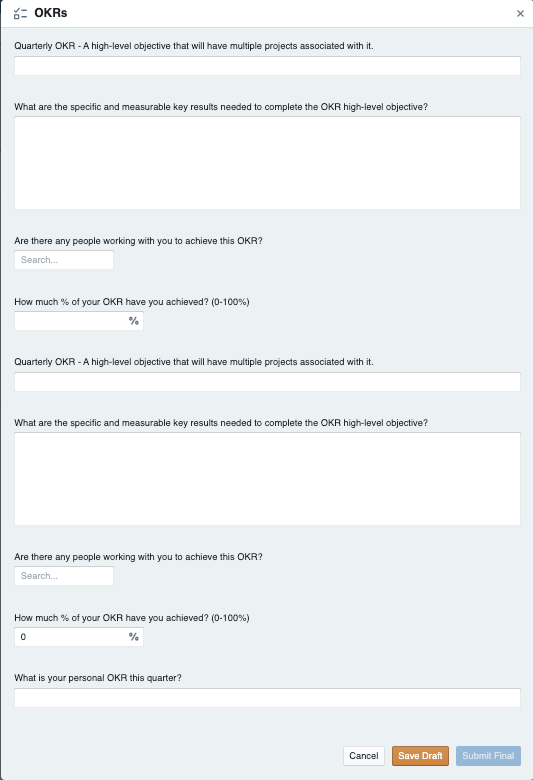 OKRs
×
Quarterly OKR - A high-level objective that will have multiple projects associated with it.
What are the specific and measurable key results needed to complete the OKR high-level objective?
Are there any people working with you to achieve this OKR?
Search...
How much % of your OKR have you achieved? (0-100%)
%
Quarterly OKR - A high-level objective that will have multiple projects associated with it.
What are the specific and measurable key results needed to complete the OKR high-level objective?
Are there any people working with you to achieve this OKR?
Search...
How much % of your OKR have you achieved? (0-100%)
0 %
What is your personal OKR this quarter?
Cancel Save Draft Submit Final